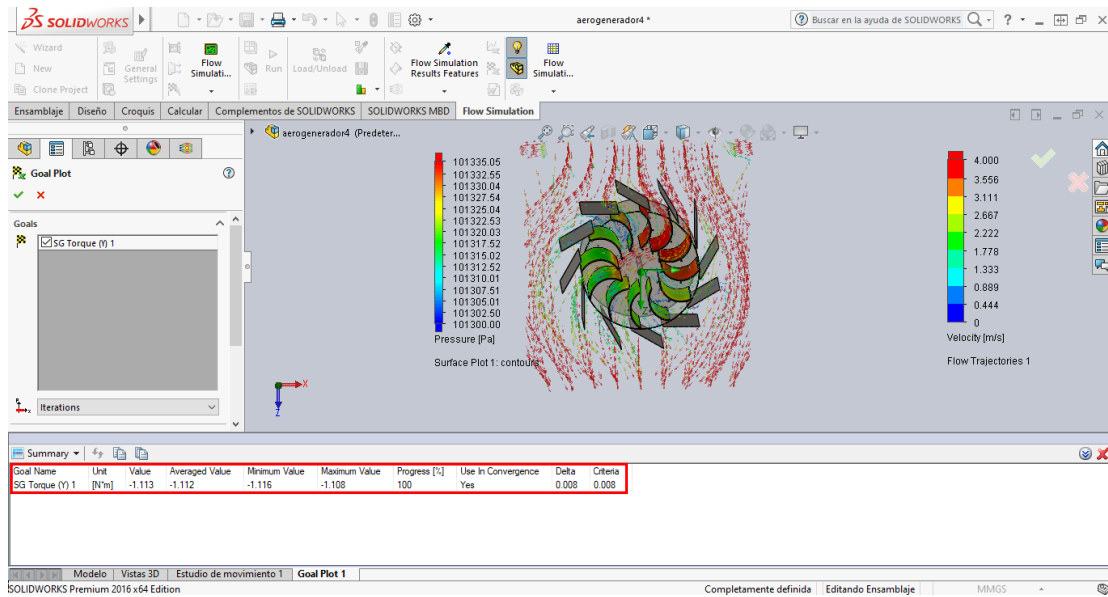 SOLIDWORKS
aerogenerador4 *
Buscar en la ayuda de SOLIDWORKS
Wizard
New
Clone Project
General Settings
Flow Simulati...
Run
Load/Unload
Flow Simulation Results Features
Flow Simulati...
Ensamblaje Diseño Croquis Calcular Complementos de SOLIDWORKS SOLIDWORKS MBD Flow Simulation
aerogenerador4 (Predeter...
Goal Plot
Goals
SG Torque (Y) 1
Iterations
101335.05
101332.55
101330.04
101327.54
101325.04
101322.53
101320.03
101317.52
101315.02
101312.52
101310.01
101307.51
101305.01
101302.50
101300.00
Pressure [Pa]
Surface Plot 1: contours
X
Z
4.000
3.556
3.111
2.667
2.222
1.778
1.333
0.889
0.444
0
Velocity [m/s]
Flow Trajectories 1
Summary
Goal Name Unit Value Averaged Value Minimum Value Maximum Value Progress [%] Use In Convergence Delta Criteria
SG Torque (Y) 1 [N*m] -1.113 -1.112 -1.116 -1.108 100 Yes 0.008 0.008
Modelo Vistas 3D Estudio de movimiento 1 Goal Plot 1
SOLIDWORKS Premium 2016 x64 Edition Completamente definida Editando Ensamblaje MMGS